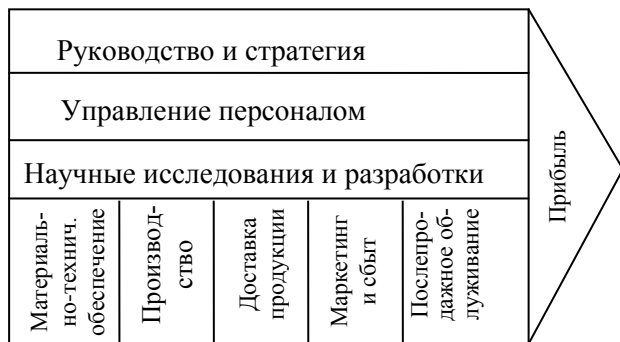 Руководство и стратегия
Управление персоналом
Научные исследования и разработки
Материаль-
но-технич.
обеспечение
Производ-
ство
Доставка
продукции
Маркетинг
и сбыт
Послепро-
дажное об-
луживание
Прибыль